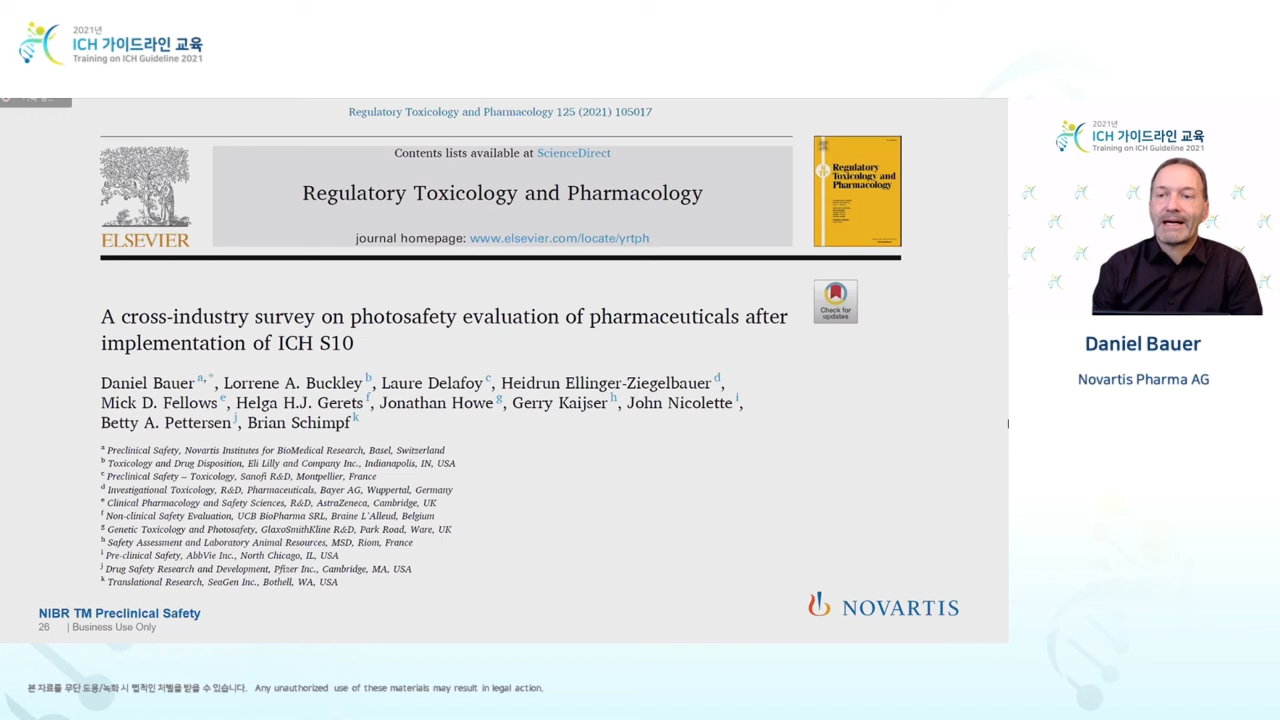 2021년
ICH 가이드라인 교육
Training on ICH Guideline 2021
Regulatory Toxicology and Pharmacology 125 (2021) 105017
Contents lists available at ScienceDirect
Regulatory Toxicology and Pharmacology
journal homepage: www.elsevier.com/locate/yrtph
ELSEVIER
Regulatory
Toxicology and
Pharmacology
Check for
updates
A cross-industry survey on photosafety evaluation of pharmaceuticals after
implementation of ICH S10
Daniel Bauer a,*, Lorrene A. Buckley b, Laure Delafoy c, Heidrun Ellinger-Ziegelbauer d,
Mick D. Fellows e, Helga H.J. Gerets f, Jonathan Howe g, Gerry Kaijser h, John Nicolette i,
Betty A. Pettersen j, Brian Schimpf k
a Preclinical Safety, Novartis Institutes for BioMedical Research, Basel, Switzerland
b Toxicology and Drug Disposition, Eli Lilly and Company Inc., Indianapolis, IN, USA
c Preclinical Safety – Toxicology, Sanofi R&D, Montpellier, France
d Investigational Toxicology, R&D, Pharmaceuticals, Bayer AG, Wuppertal, Germany
e Clinical Pharmacology and Safety Sciences, R&D, AstraZeneca, Cambridge, UK
f Non-clinical Safety Evaluation, UCB BioPharma SRL, Braine L'Alleud, Belgium
g Genetic Toxicology and Photosafety, GlaxoSmithKline R&D, Park Road, Ware, UK
h Safety Assessment and Laboratory Animal Resources, MSD, Riom, France
i Pre-clinical Safety, AbbVie Inc., North Chicago, IL, USA
j Drug Safety Research and Development, Pfizer Inc., Cambridge, MA, USA
k Translational Research, SeaGen Inc., Bothell, WA, USA
NIBR TM Preclinical Safety
26 | Business Use Only
NOVARTIS
2021년
ICH 가이드라인 교육
Training on ICH Guideline 2021
Daniel Bauer
Novartis Pharma AG
본 자료를 무단 도용/녹화 시 법적인 처벌을 받을 수 있습니다. Any unauthorized use of these materials may result in legal action.